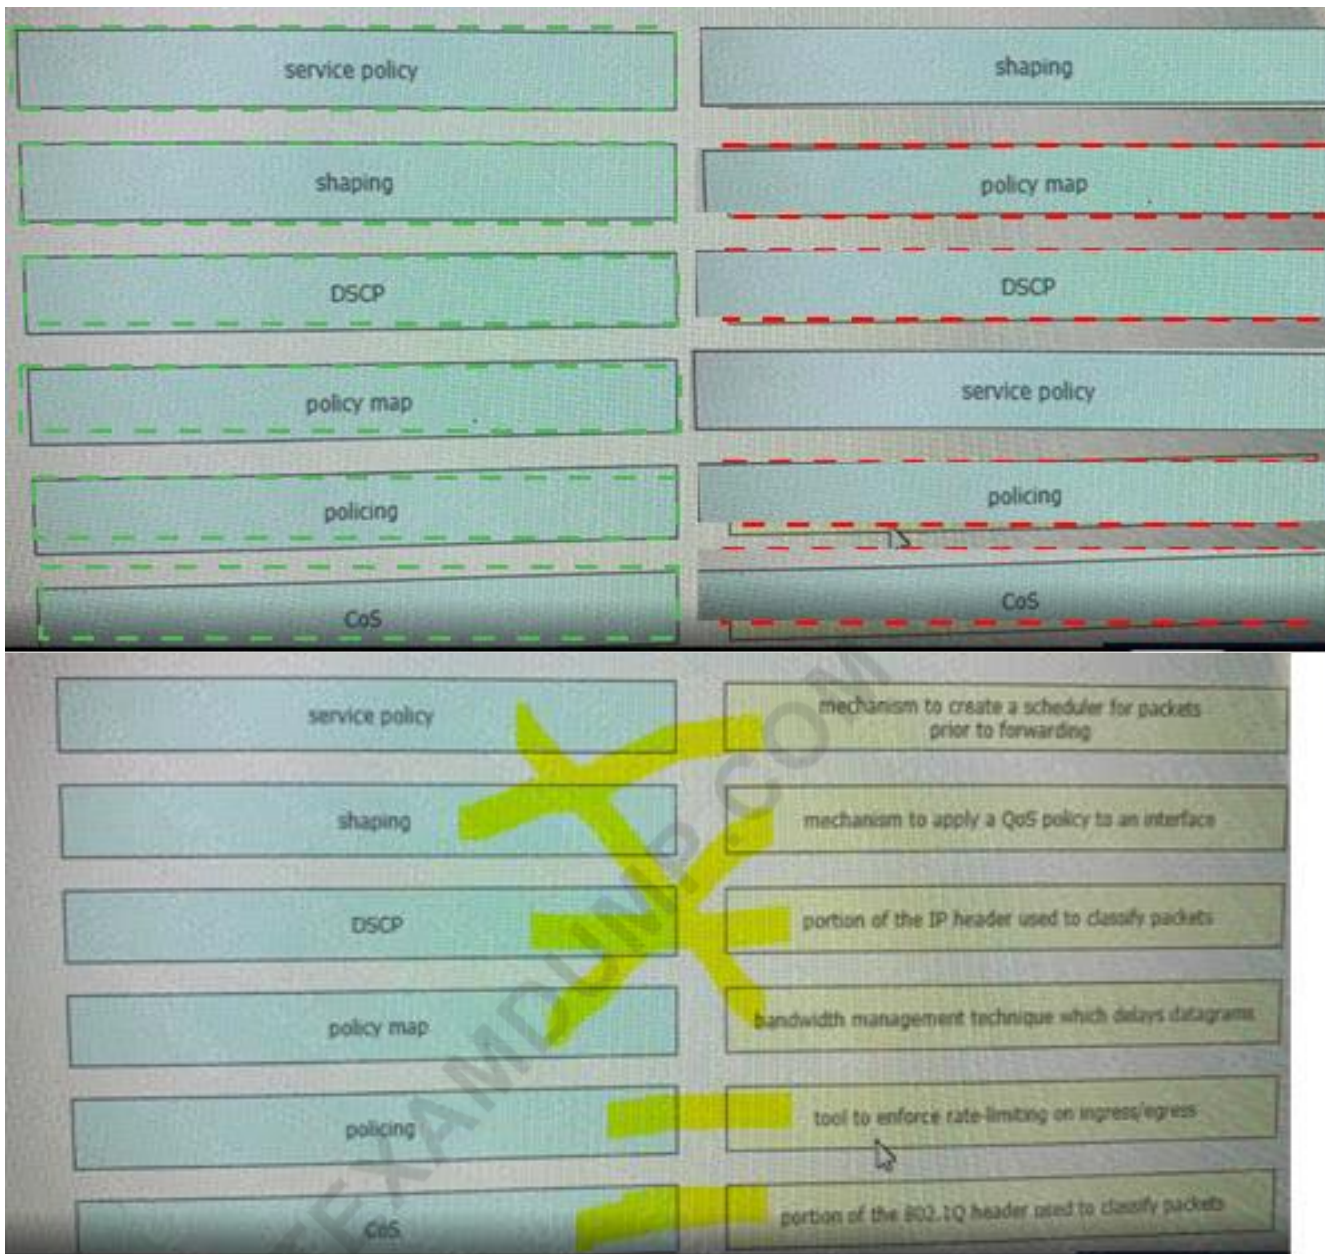 service policy
shaping
DSCP
policy map
policing
CoS
shaping
policy map
DSCP
service policy
policing
CoS
service policy
shaping
DSCP
policy map
policing
CoS
mechanism to create a scheduler for packets
prior to forwarding
mechanism to apply a QoS policy to an interface
portion of the IP header used to classify packets
bandwidth management technique which delays datagrams
tool to enforce rate-limiting on ingress/egress
portion of the 802.1Q header used to classify packets
TEXAMDUMP.COM